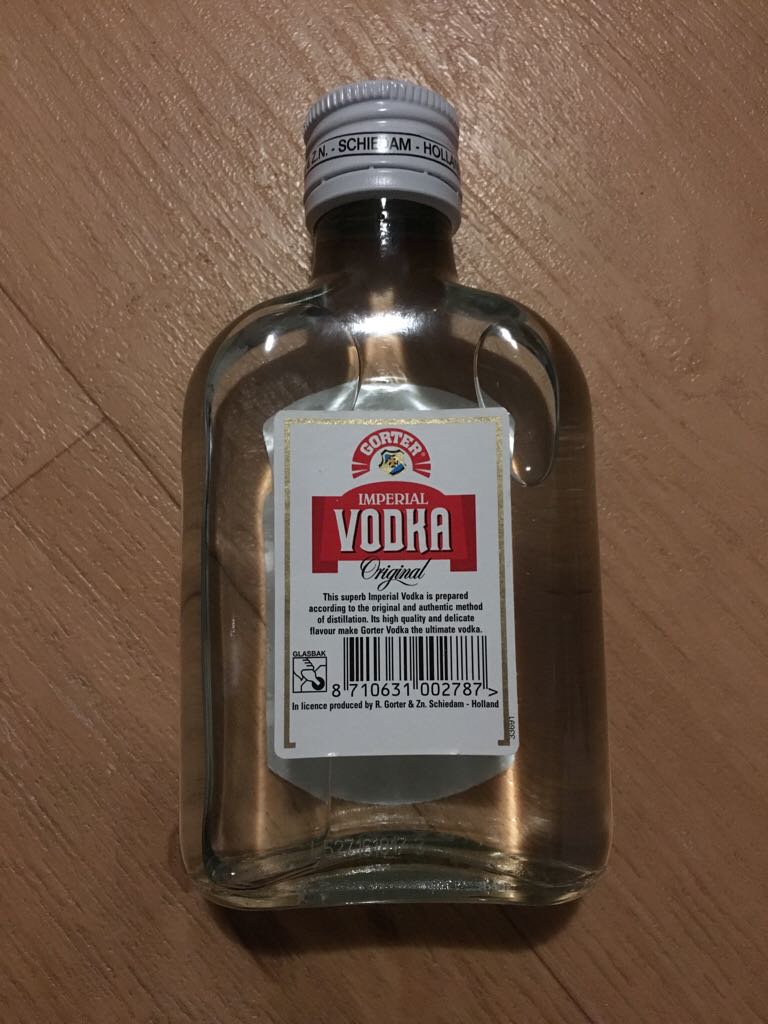 Z.N. - SCHIEDAM - HOLLA
GORTER®
IMPERIAL
VODKA
Original
This superb Imperial Vodka is prepared
according to the original and authentic method
of distillation. Its high quality and delicate
flavour make Gorter Vodka the ultimate vodka.
GLASBAK
8 710631 002787 >
In licence produced by R. Gorter & Zn. Schiedam - Holland